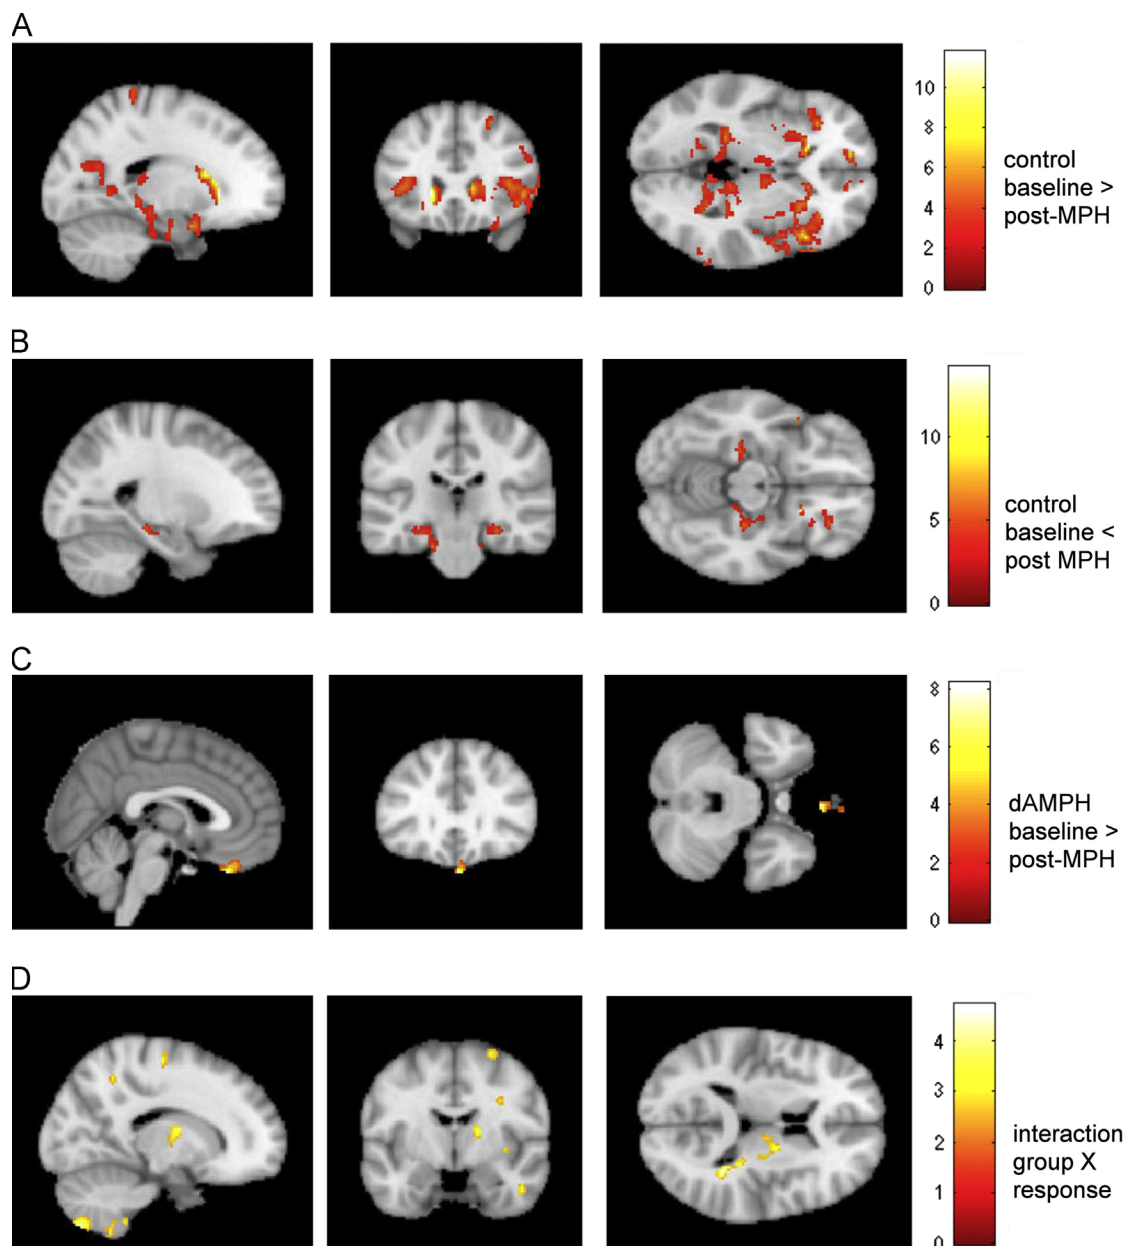 A
10
8
6
4
2
0
control
baseline >
post-MPH
B
10
5
0
control
baseline <
post MPH
C
8
6
4
2
0
dAMPH
baseline >
post-MPH
D
4
3
2
1
0
interaction
group X
response